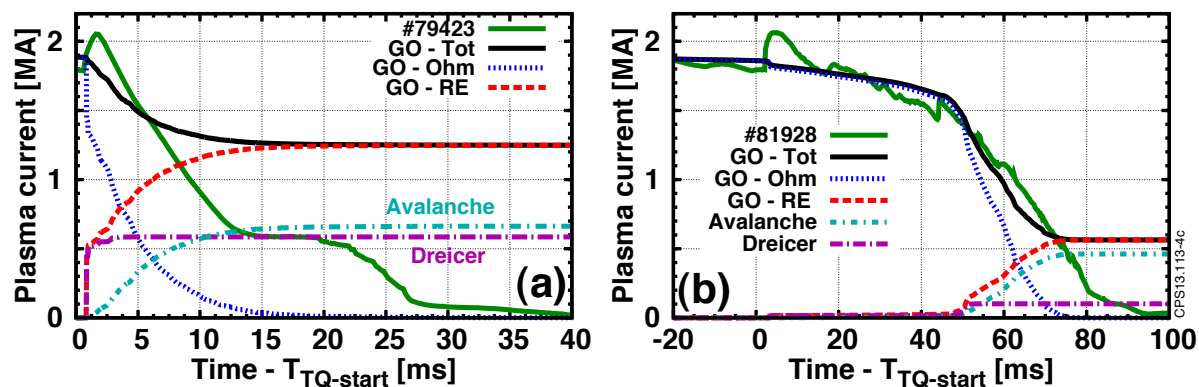 Plasma current [MA]
2
1
0
#79423
GO - Tot
GO - Ohm
GO - RE
Avalanche
Dreicer
(a)
0 5 10 15 20 25 30 35 40
Time - T_TQ-start [ms]
Plasma current [MA]
2
1
0
#81928
GO - Tot
GO - Ohm
GO - RE
Avalanche
Dreicer
(b)
-20 0 20 40 60 80 100
Time - T_TQ-start [ms]
CPS13.113-4c